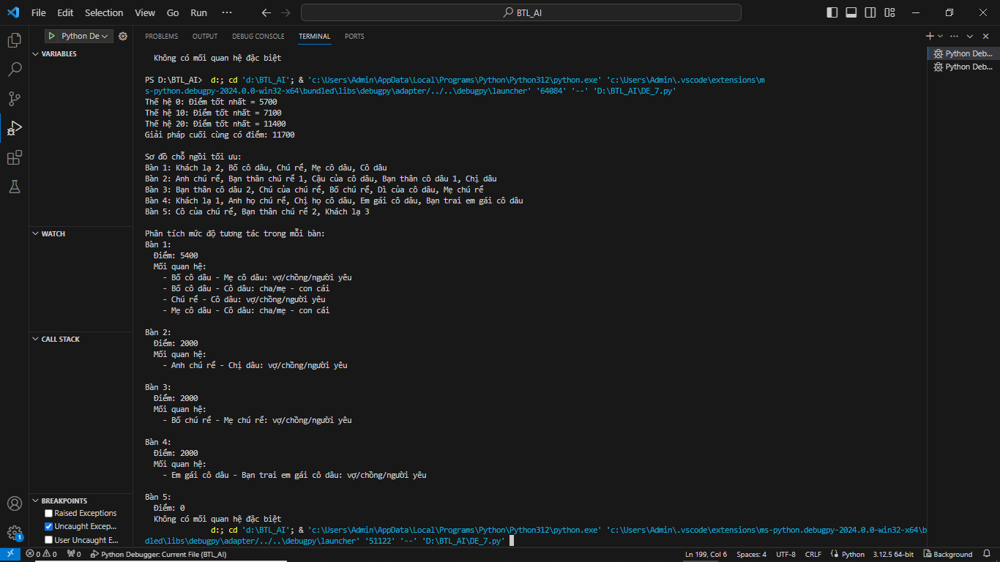 File Edit Selection View Go Run ··· BTL_AI
Python De
PROBLEMS OUTPUT DEBUG CONSOLE TERMINAL PORTS
VARIABLES
WATCH
CALL STACK
BREAKPOINTS
Raised Exceptions
Uncaught Excep...
User Uncaught E...
Không có mối quan hệ đặc biệt
PS D:\BTL_AI> d:; cd 'd:\BTL_AI'; & 'c:\Users\Admin\AppData\Local\Programs\Python\Python312\python.exe' 'c:\Users\Admin\.vscode\extensions\m
s-python.debugpy-2024.0.0-win32-x64\bundled\libs\debugpy\adapter/../..\debugpy\launcher' '64084' '--' 'D:\BTL_AI\DE_7.py'
Thế hệ 0: Điểm tốt nhất = 5700
Thế hệ 10: Điểm tốt nhất = 7100
Thế hệ 20: Điểm tốt nhất = 11400
Giải pháp cuối cùng có điểm: 11700
Sơ đồ chỗ ngồi tối ưu:
Bàn 1: Khách lạ 2, Bố cô dâu, Chú rể, Mẹ cô dâu, Cô dâu
Bàn 2: Anh chú rể, Bạn thân chú rể 1, Cậu của cô dâu, Bạn thân cô dâu 1, Chị dâu
Bàn 3: Bạn thân cô dâu 2, Chú của chú rể, Bố chú rể, Dì của cô dâu, Mẹ chú rể
Bàn 4: Khách lạ 1, Anh họ chú rể, Chị họ cô dâu, Em gái cô dâu, Bạn trai em gái cô dâu
Bàn 5: Cô của chú rể, Bạn thân chú rể 2, Khách lạ 3
Phân tích mức độ tương tác trong mỗi bàn:
Bàn 1:
Điểm: 5400
Mối quan hệ:
- Bố cô dâu - Mẹ cô dâu: vợ/chồng/người yêu
- Bố cô dâu - Cô dâu: cha/mẹ - con cái
- Chú rể - Cô dâu: vợ/chồng/người yêu
- Mẹ cô dâu - Cô dâu: cha/mẹ - con cái
Bàn 2:
Điểm: 2000
Mối quan hệ:
- Anh chú rể - Chị dâu: vợ/chồng/người yêu
Bàn 3:
Điểm: 2000
Mối quan hệ:
- Bố chú rể - Mẹ chú rể: vợ/chồng/người yêu
Bàn 4:
Điểm: 2000
Mối quan hệ:
- Em gái cô dâu - Bạn trai em gái cô dâu: vợ/chồng/người yêu
Bàn 5:
Điểm: 0
Không có mối quan hệ đặc biệt
d:; cd 'd:\BTL_AI'; & 'c:\Users\Admin\AppData\Local\Programs\Python\Python312\python.exe' 'c:\Users\Admin\.vscode\extensions\ms-python.debugpy-2024.0.0-win32-x64\b
dled\libs\debugpy\adapter/../..\debugpy\launcher' '51122' '--' 'D:\BTL_AI\DE_7.py'
Python Deb...
Python Deb...
1
0 0 0 Python Debugger: Current File (BTL_AI) Ln 199, Col 6 Spaces: 4 UTF-8 CRLF Python 3.12.5 64-bit Background